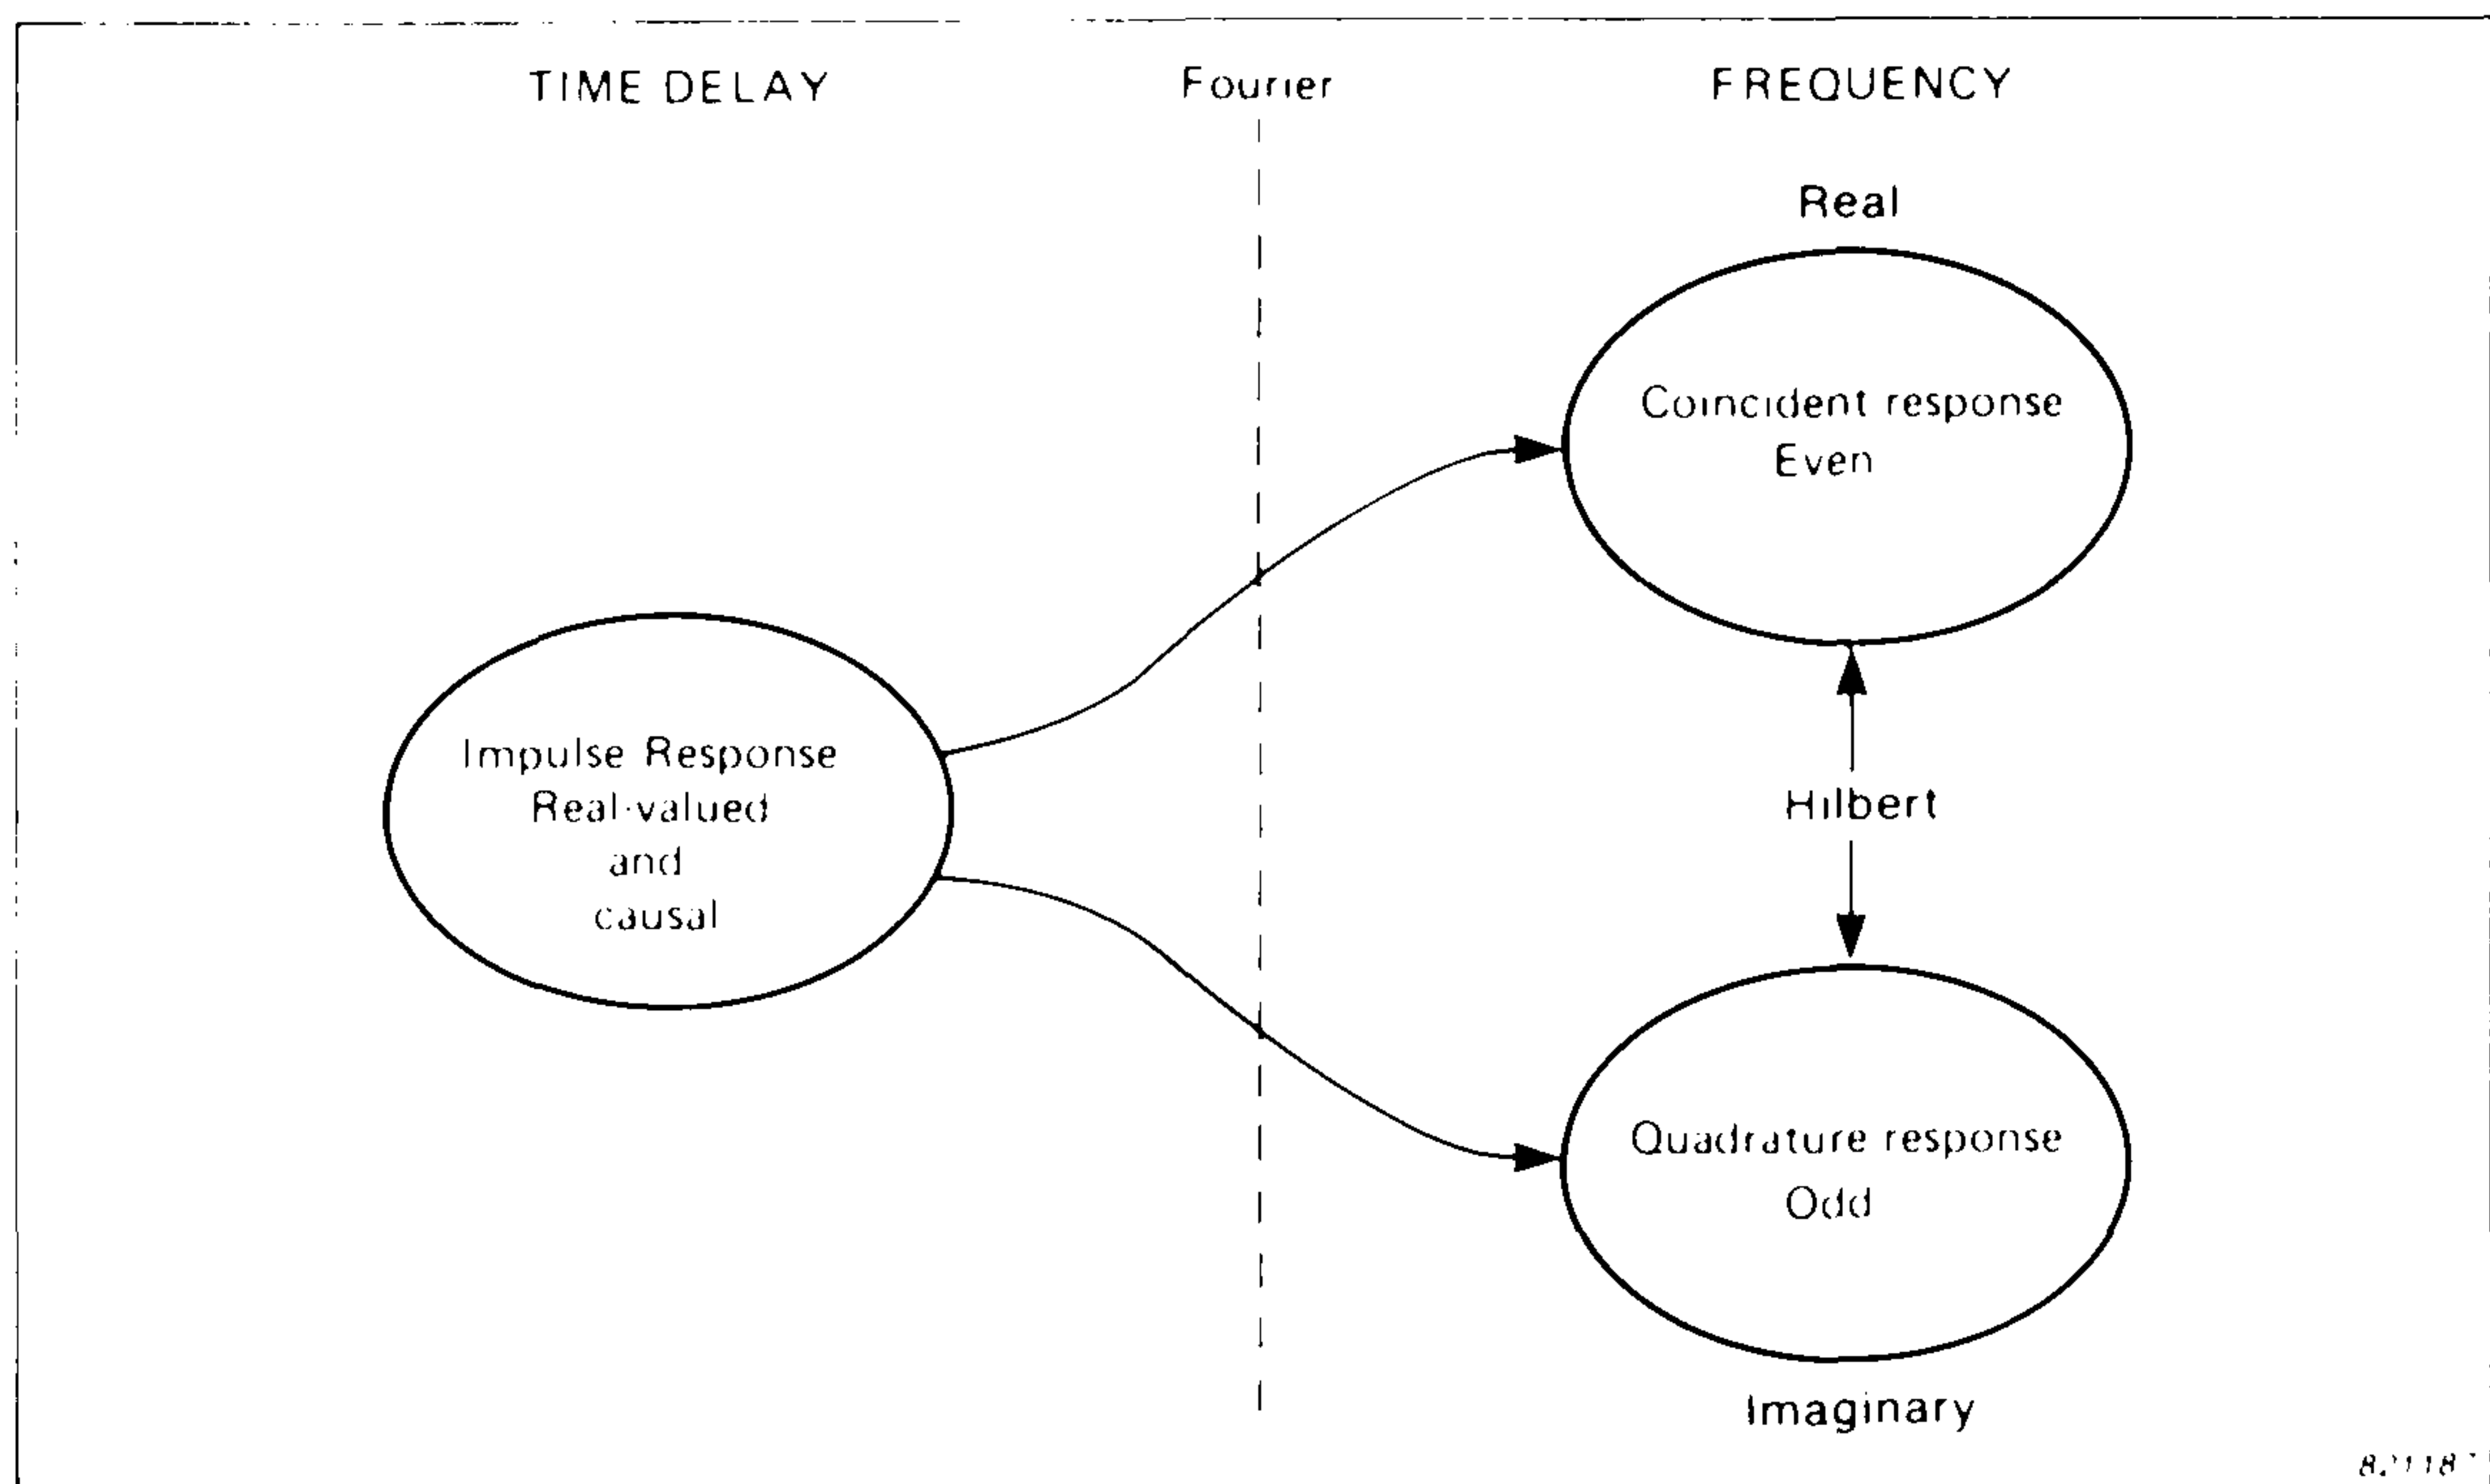 TIME DELAY
Fourier
FREQUENCY
Real
Coincident response
Even
Impulse Response
Real-valued
and
causal
Hilbert
Quadrature response
Odd
Imaginary